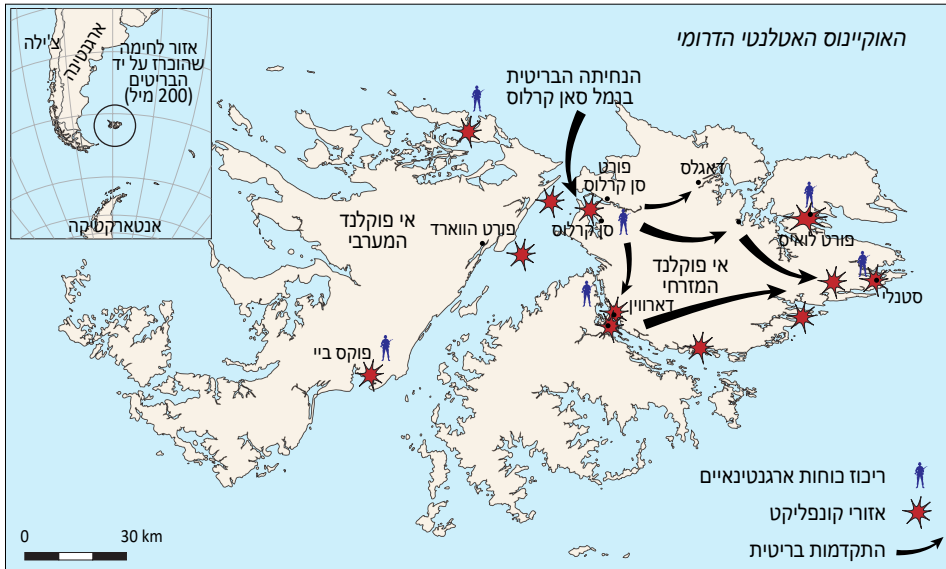 צ'ילה
ארגנטינה
אזור לחימה
שהוכרז על יד
הבריטים
(200 מיל)
אנטארקטיקה
האוקיינוס האטלנטי הדרומי
הנחיתה הבריטית
בנמל סאן קרלוס
פורט
סן קרלוס
דאגלס
סן קרלוס
פורט לואיס
אי פוקלנד
המערבי
פורט הווארד
אי פוקלנד
המזרחי
סטנלי
דארווין
פוקס ביי
ריכוז כוחות ארגנטינאיים
אזורי קונפליקט
התקדמות בריטית
0 30 km